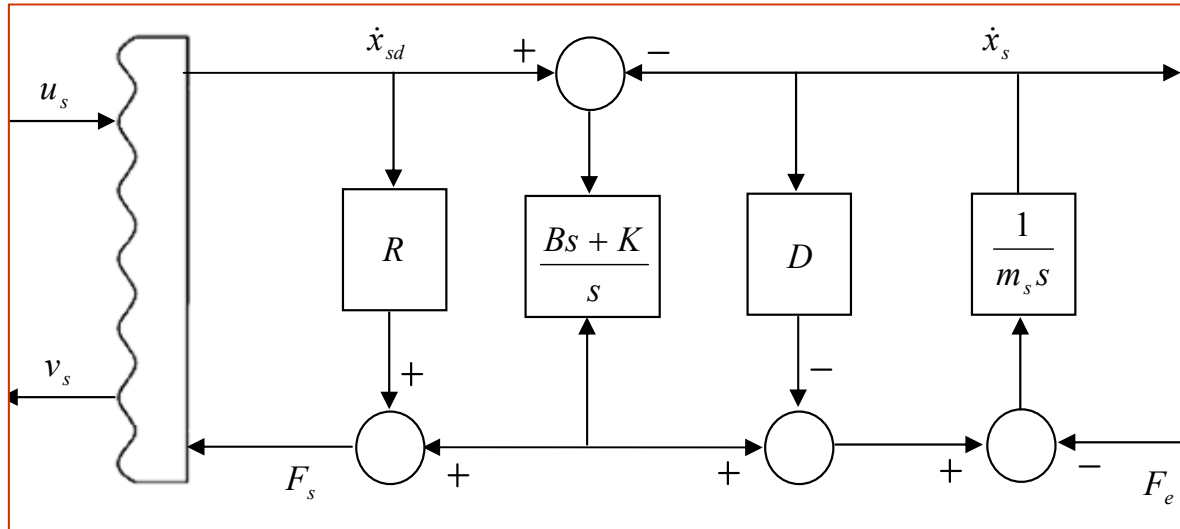 ẋ_sd + − ẋ_s
u_s
R (Bs + K)/s D 1/(m_s s)
v_s + −
F_s + + + − F_e